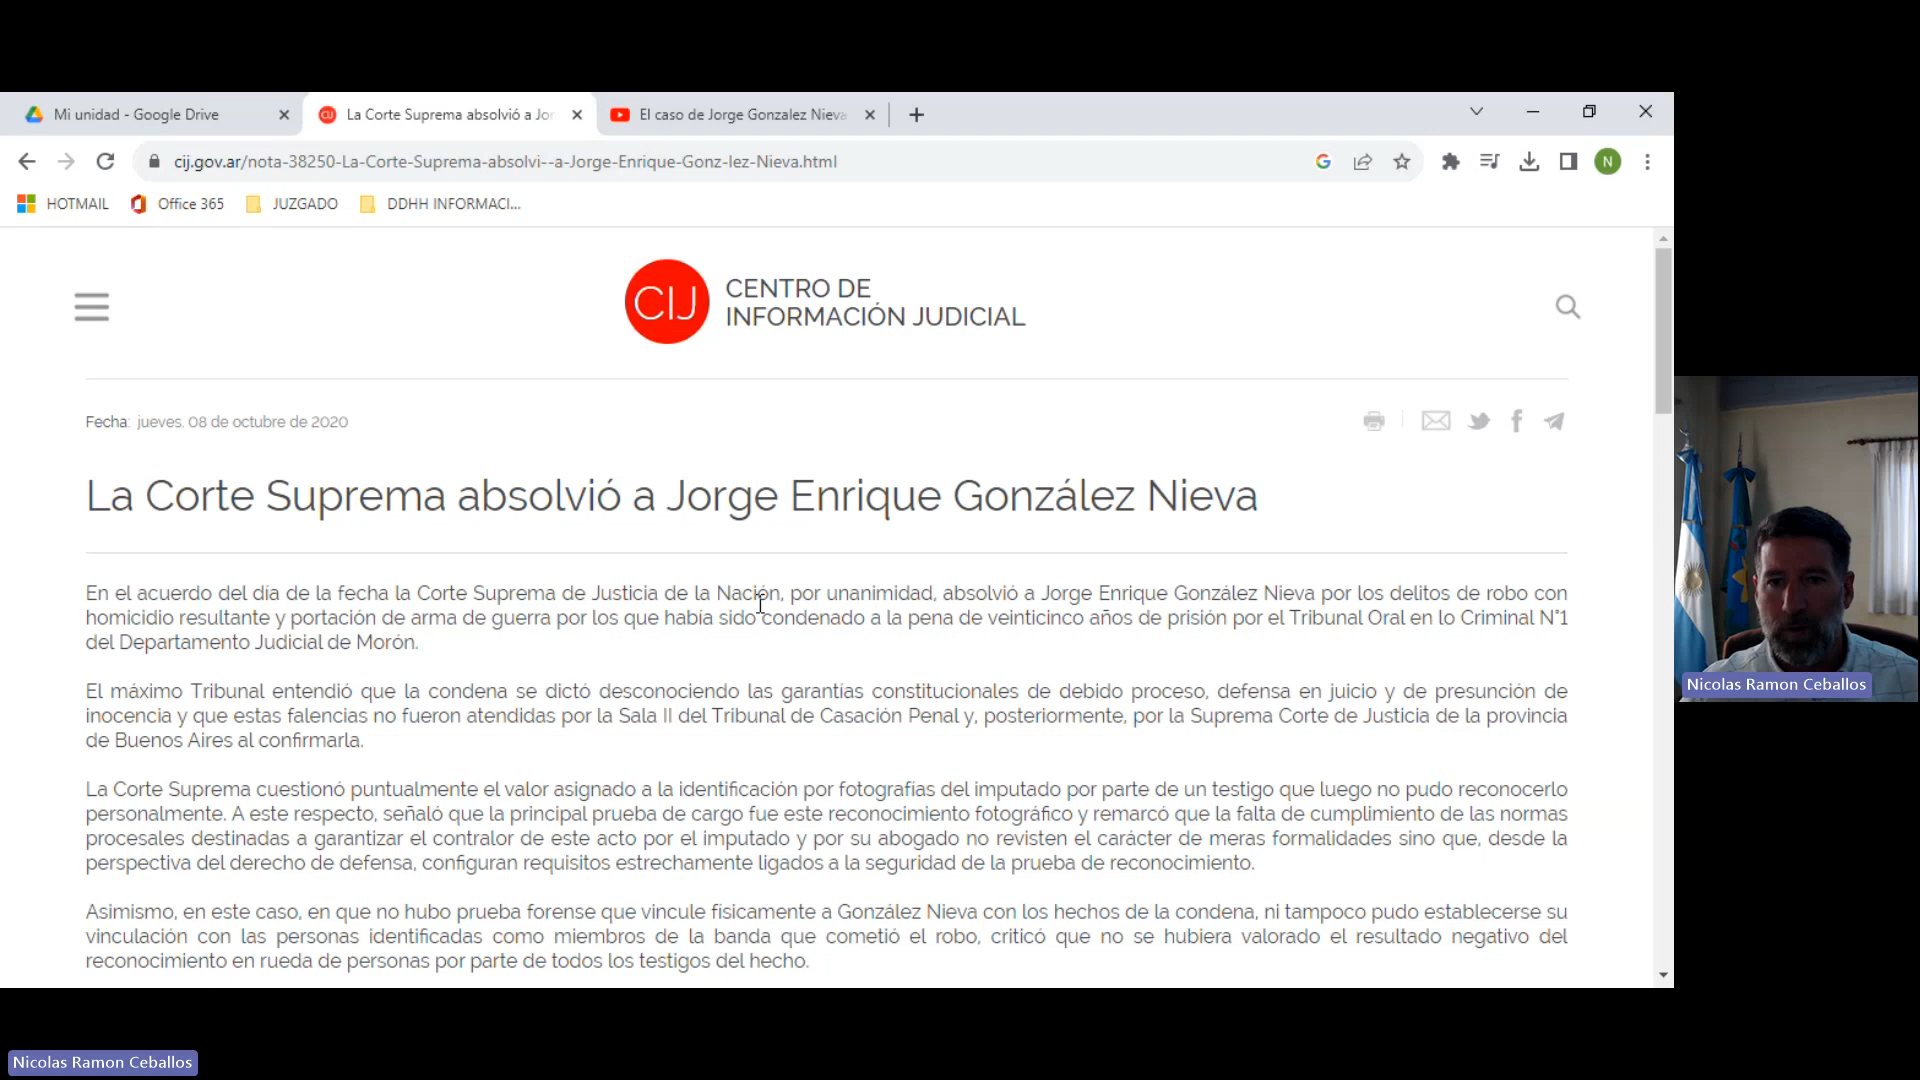 Mi unidad - Google Drive
La Corte Suprema absolvió a Jor
El caso de Jorge Gonzalez Nieva
cij.gov.ar/nota-38250-La-Corte-Suprema-absolvi--a-Jorge-Enrique-Gonz-lez-Nieva.html
N
HOTMAIL
Office 365
JUZGADO
DDHH INFORMACI...
CIJ
CENTRO DE
INFORMACIÓN JUDICIAL
Fecha: jueves. 08 de octubre de 2020
La Corte Suprema absolvió a Jorge Enrique González Nieva
En el acuerdo del día de la fecha la Corte Suprema de Justicia de la Nación, por unanimidad, absolvió a Jorge Enrique González Nieva por los delitos de robo con
homicidio resultante y portación de arma de guerra por los que había sido condenado a la pena de veinticinco años de prisión por el Tribunal Oral en lo Criminal N°1
del Departamento Judicial de Morón.
El máximo Tribunal entendió que la condena se dictó desconociendo las garantías constitucionales de debido proceso, defensa en juicio y de presunción de
inocencia y que estas falencias no fueron atendidas por la Sala II del Tribunal de Casación Penal y, posteriormente, por la Suprema Corte de Justicia de la provincia
de Buenos Aires al confirmarla.
La Corte Suprema cuestionó puntualmente el valor asignado a la identificación por fotografías del imputado por parte de un testigo que luego no pudo reconocerlo
personalmente. A este respecto, señaló que la principal prueba de cargo fue este reconocimiento fotográfico y remarcó que la falta de cumplimiento de las normas
procesales destinadas a garantizar el contralor de este acto por el imputado y por su abogado no revisten el carácter de meras formalidades sino que, desde la
perspectiva del derecho de defensa, configuran requisitos estrechamente ligados a la seguridad de la prueba de reconocimiento.
Asimismo, en este caso, en que no hubo prueba forense que vincule físicamente a González Nieva con los hechos de la condena, ni tampoco pudo establecerse su
vinculación con las personas identificadas como miembros de la banda que cometió el robo, criticó que no se hubiera valorado el resultado negativo del
reconocimiento en rueda de personas por parte de todos los testigos del hecho.
Nicolas Ramon Ceballos
Nicolas Ramon Ceballos